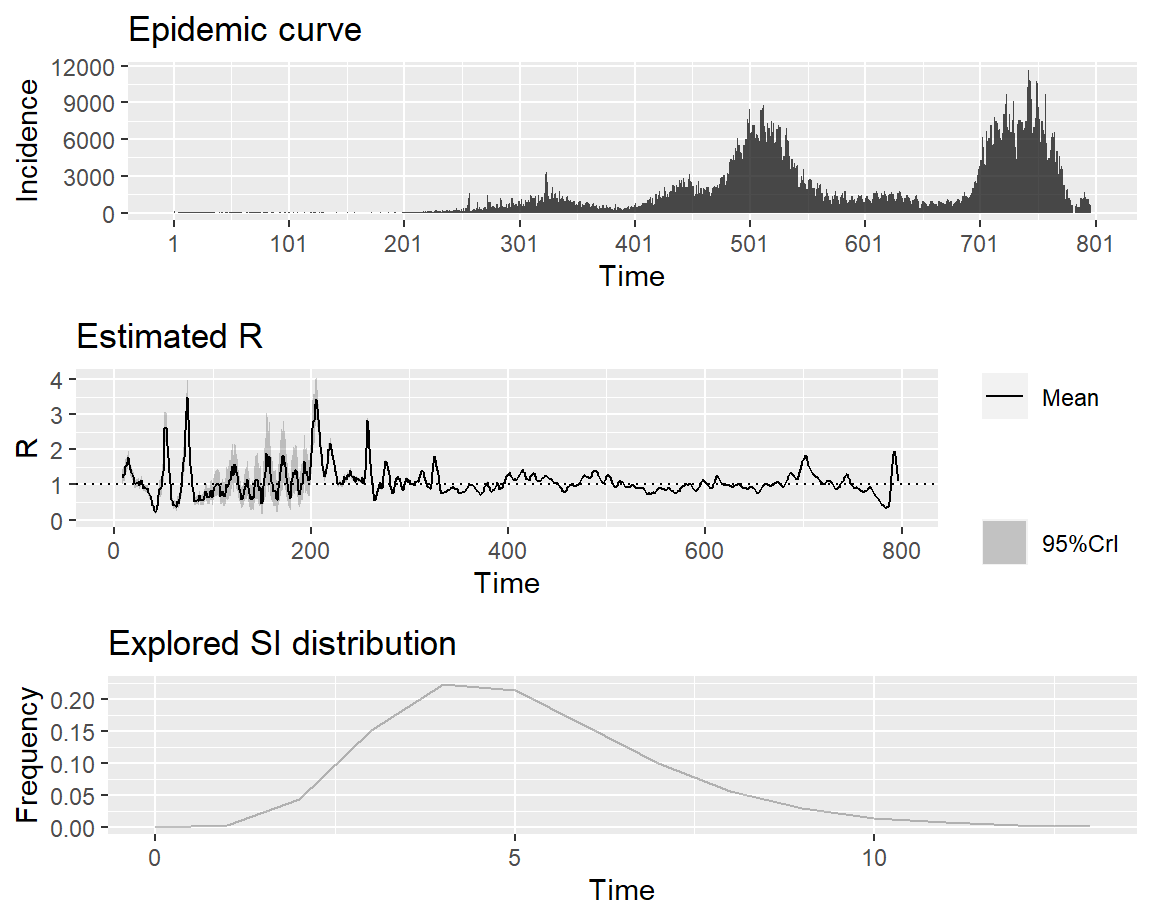 Epidemic curve
12000
9000
6000
3000
0
Incidence
1 101 201 301 401 501 601 701 801
Time
Estimated R
4
3
2
1
0
R
0 200 400 600 800
Time
Mean
95%CrI
Explored SI distribution
0.20
0.15
0.10
0.05
0.00
Frequency
0 5 10
Time